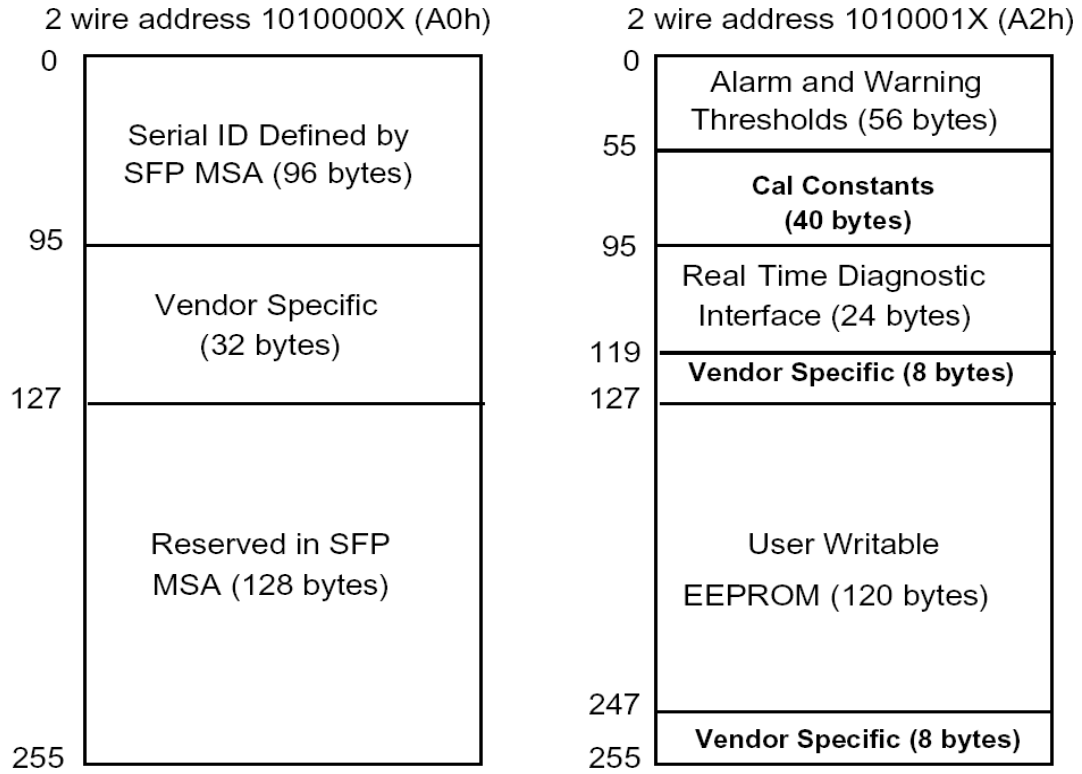 2 wire address 1010000X (A0h)
0
Serial ID Defined by
SFP MSA (96 bytes)
95
Vendor Specific
(32 bytes)
127
Reserved in SFP
MSA (128 bytes)
255
2 wire address 1010001X (A2h)
0
Alarm and Warning
Thresholds (56 bytes)
55
Cal Constants
(40 bytes)
95
Real Time Diagnostic
Interface (24 bytes)
119
Vendor Specific (8 bytes)
127
User Writable
EEPROM (120 bytes)
247
Vendor Specific (8 bytes)
255